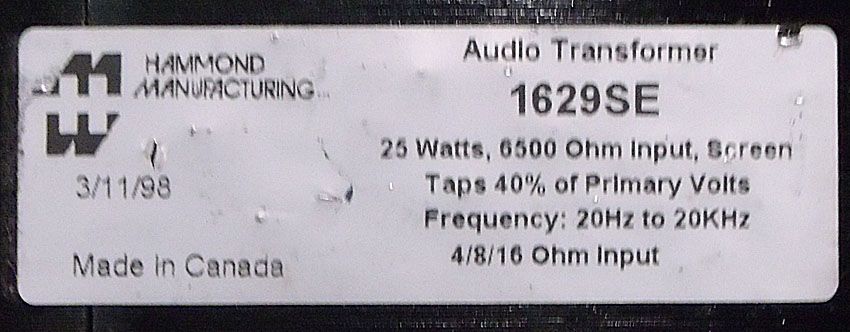 HAMMOND
MANUFACTURING
3/11/98
Made in Canada
Audio Transformer
1629SE
25 Watts, 6500 Ohm Input, Screen
Taps 40% of Primary Volts
Frequency: 20Hz to 20KHz
4/8/16 Ohm Input